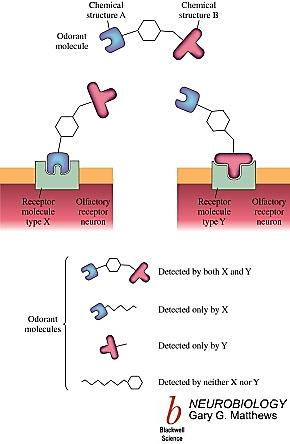 Chemical
structure A
Chemical
structure B
Odorant
molecule
Receptor
molecule
type X
Olfactory
receptor
neuron
Receptor
molecule
type Y
Olfactory
receptor
neuron
Odorant
molecules
Detected by both X and Y
Detected only by X
Detected only by Y
Detected by neither X nor Y
b
Blackwell
Science
NEUROBIOLOGY
Gary G. Matthews